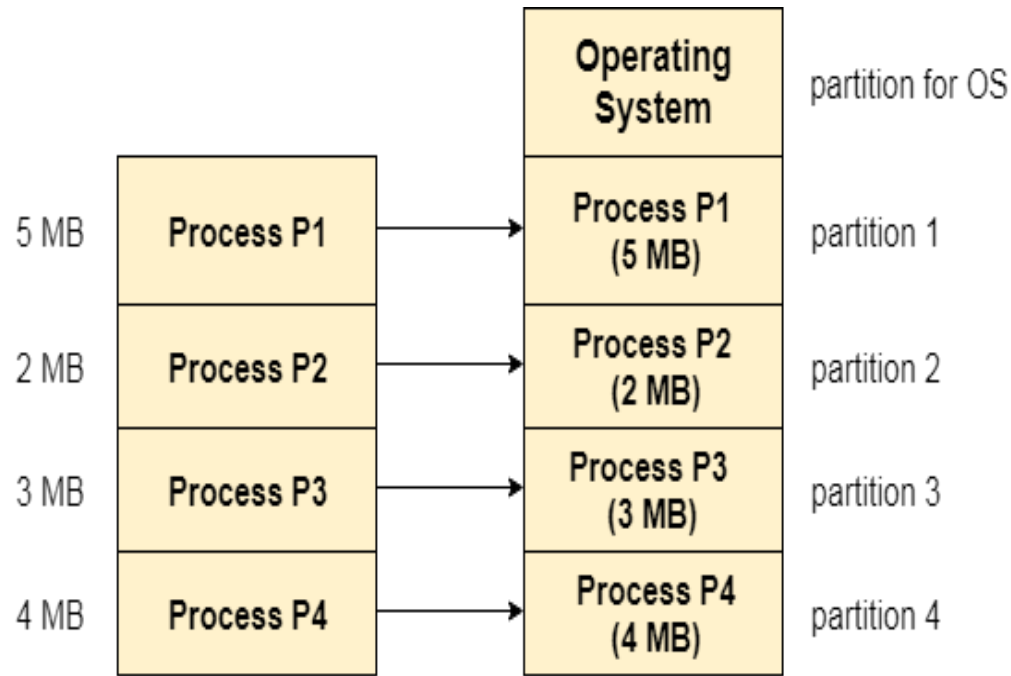 Operating
System
partition for OS
5 MB
Process P1
Process P1
(5 MB)
partition 1
2 MB
Process P2
Process P2
(2 MB)
partition 2
3 MB
Process P3
Process P3
(3 MB)
partition 3
4 MB
Process P4
Process P4
(4 MB)
partition 4